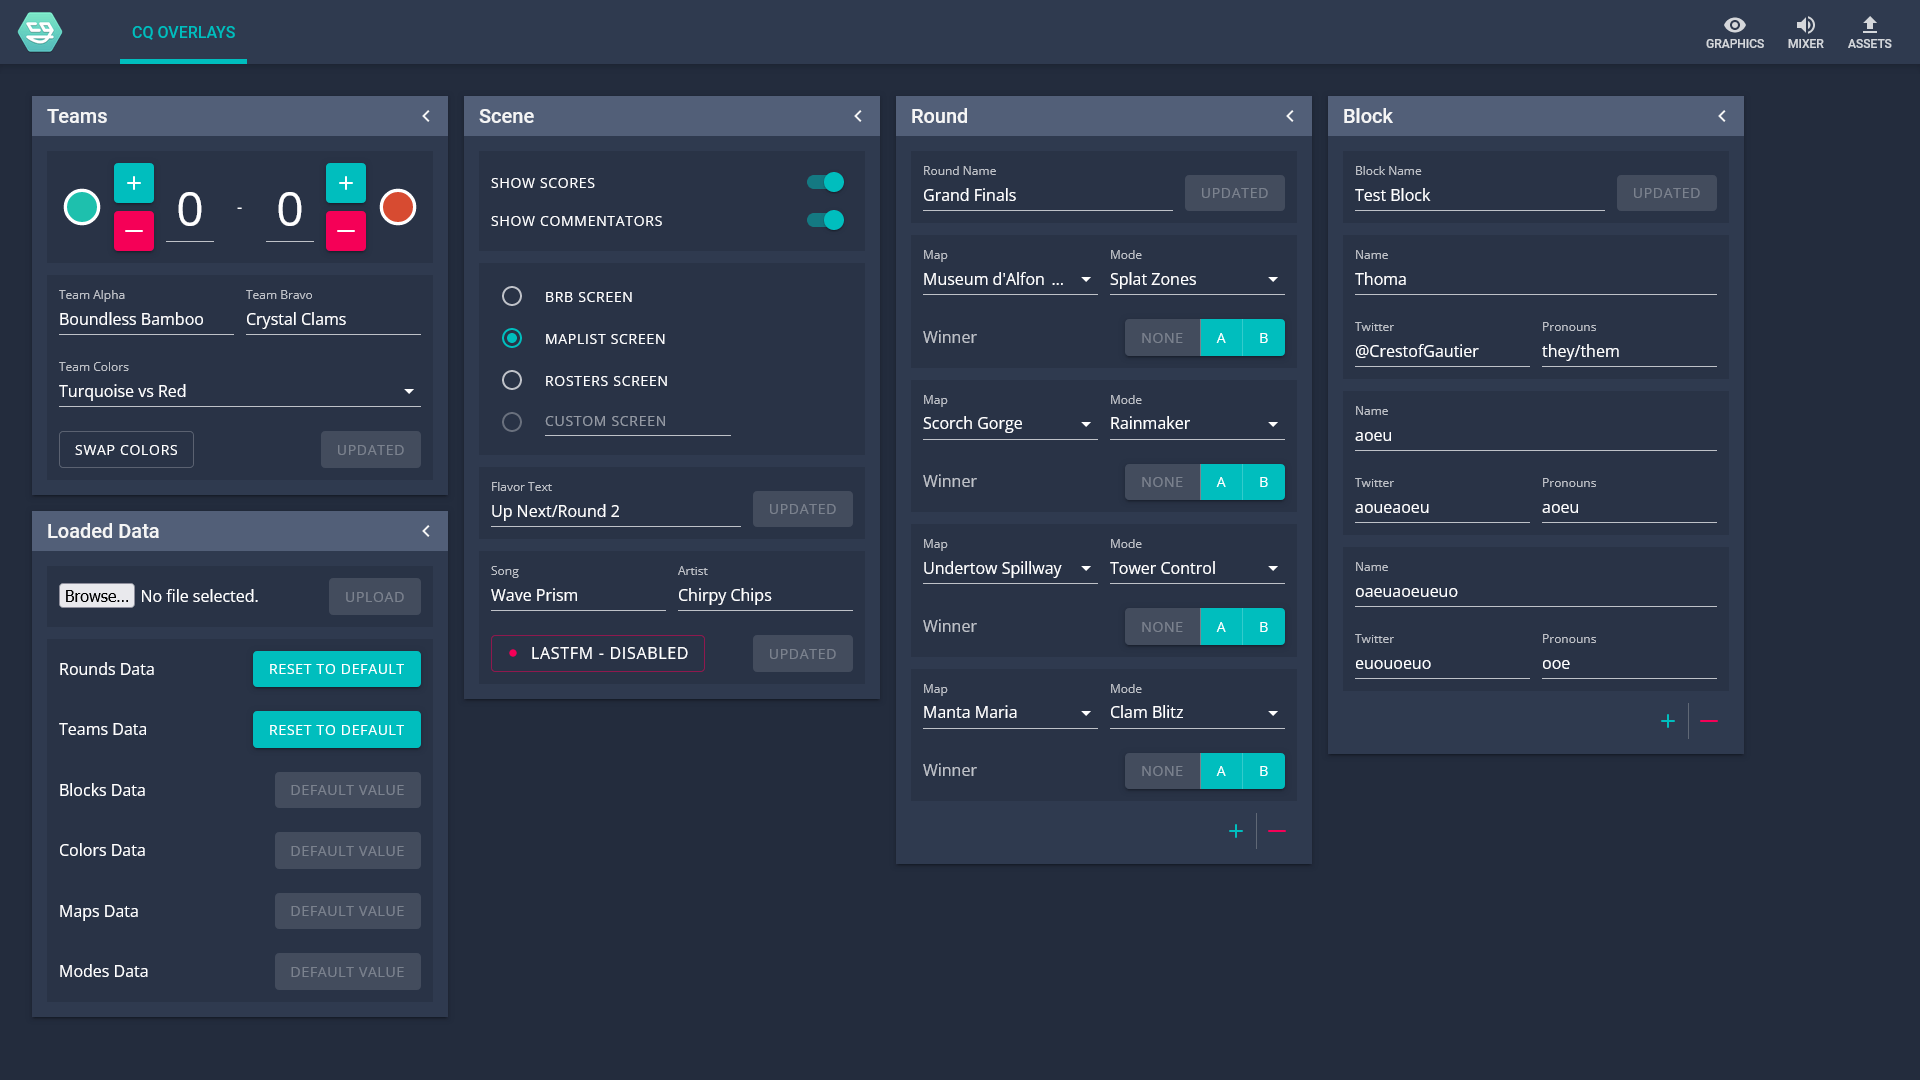 CQ OVERLAYS
GRAPHICS
MIXER
ASSETS
Teams
0 - 0
Team Alpha
Boundless Bamboo
Team Bravo
Crystal Clams
Team Colors
Turquoise vs Red
SWAP COLORS
UPDATED
Loaded Data
Browse... No file selected.
UPLOAD
Rounds Data
RESET TO DEFAULT
Teams Data
RESET TO DEFAULT
Blocks Data
DEFAULT VALUE
Colors Data
DEFAULT VALUE
Maps Data
DEFAULT VALUE
Modes Data
DEFAULT VALUE
Scene
SHOW SCORES
SHOW COMMENTATORS
BRB SCREEN
MAPLIST SCREEN
ROSTERS SCREEN
CUSTOM SCREEN
Flavor Text
Up Next/Round 2
UPDATED
Song
Wave Prism
Artist
Chirpy Chips
LASTFM - DISABLED
UPDATED
Round
Round Name
Grand Finals
UPDATED
Map
Museum d'Alfon ...
Mode
Splat Zones
Winner
NONE A B
Map
Scorch Gorge
Mode
Rainmaker
Winner
NONE A B
Map
Undertow Spillway
Mode
Tower Control
Winner
NONE A B
Map
Manta Maria
Mode
Clam Blitz
Winner
NONE A B
Block
Block Name
Test Block
UPDATED
Name
Thoma
Twitter
@CrestofGautier
Pronouns
they/them
Name
aoeu
Twitter
aoueaoeu
Pronouns
aoeu
Name
oaeuaoeueuo
Twitter
euouoeuo
Pronouns
ooe